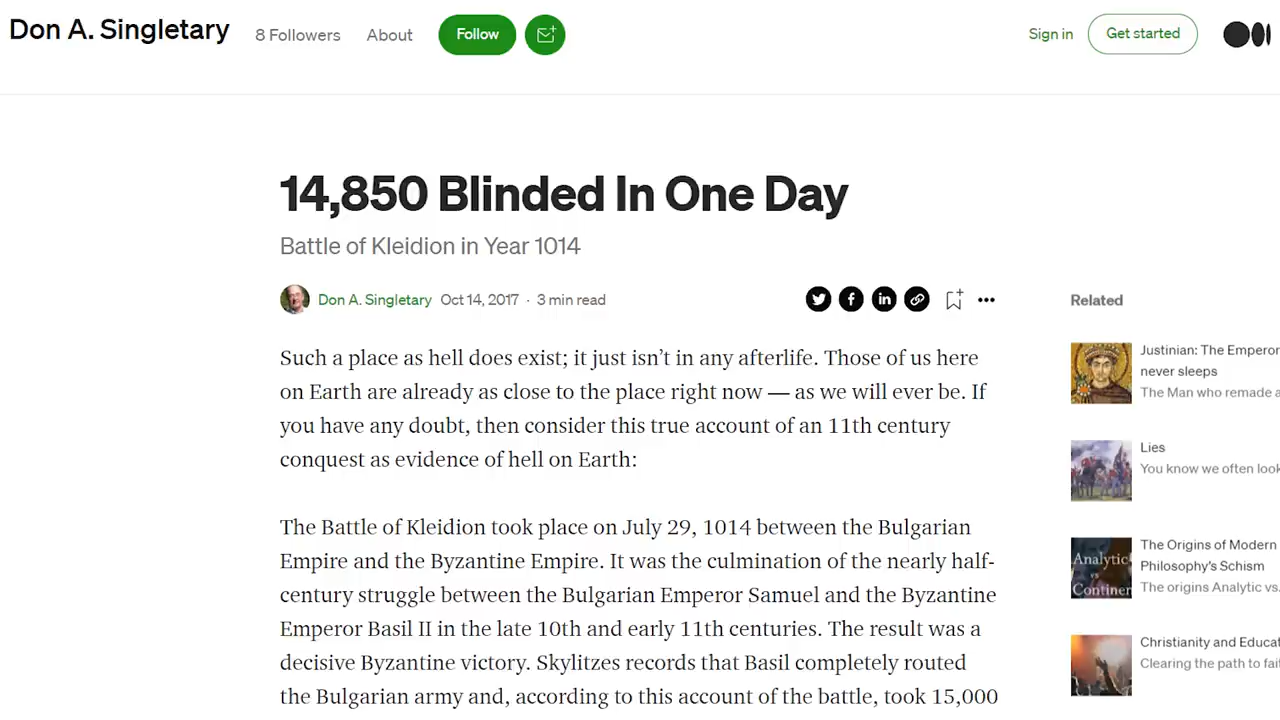 Don A. Singletary
8 Followers
About
Follow
Sign in
Get started
14,850 Blinded In One Day
Battle of Kleidion in Year 1014
Don A. Singletary Oct 14, 2017 · 3 min read
Such a place as hell does exist; it just isn’t in any afterlife. Those of us here
on Earth are already as close to the place right now — as we will ever be. If
you have any doubt, then consider this true account of an 11th century
conquest as evidence of hell on Earth:
The Battle of Kleidion took place on July 29, 1014 between the Bulgarian
Empire and the Byzantine Empire. It was the culmination of the nearly half-
century struggle between the Bulgarian Emperor Samuel and the Byzantine
Emperor Basil II in the late 10th and early 11th centuries. The result was a
decisive Byzantine victory. Skylitzes records that Basil completely routed
the Bulgarian army and, according to this account of the battle, took 15,000
Related
Justinian: The Emperor
never sleeps
The Man who remade a
Lies
You know we often look
Analytic
vs
Continen
The Origins of Modern
Philosophy’s Schism
The origins Analytic vs.
Christianity and Educat
Clearing the path to fai